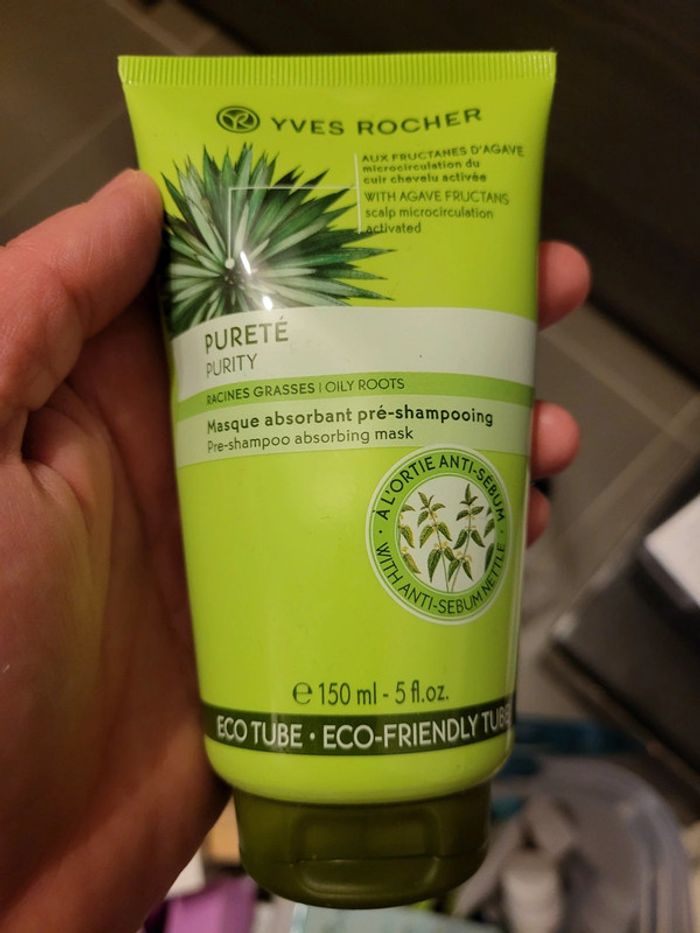 YR YVES ROCHER
AUX FRUCTANES D'AGAVE
microcirculation du
cuir chevelu activée
WITH AGAVE FRUCTANS
scalp microcirculation
activated
PURETÉ
PURITY
RACINES GRASSES | OILY ROOTS
Masque absorbant pré-shampooing
Pre-shampoo absorbing mask
· À L'ORTIE ANTI-SEBUM ·
WITH ANTI-SEBUM NETTLE
℮ 150 ml - 5 fl.oz.
ECO TUBE · ECO-FRIENDLY TUBE